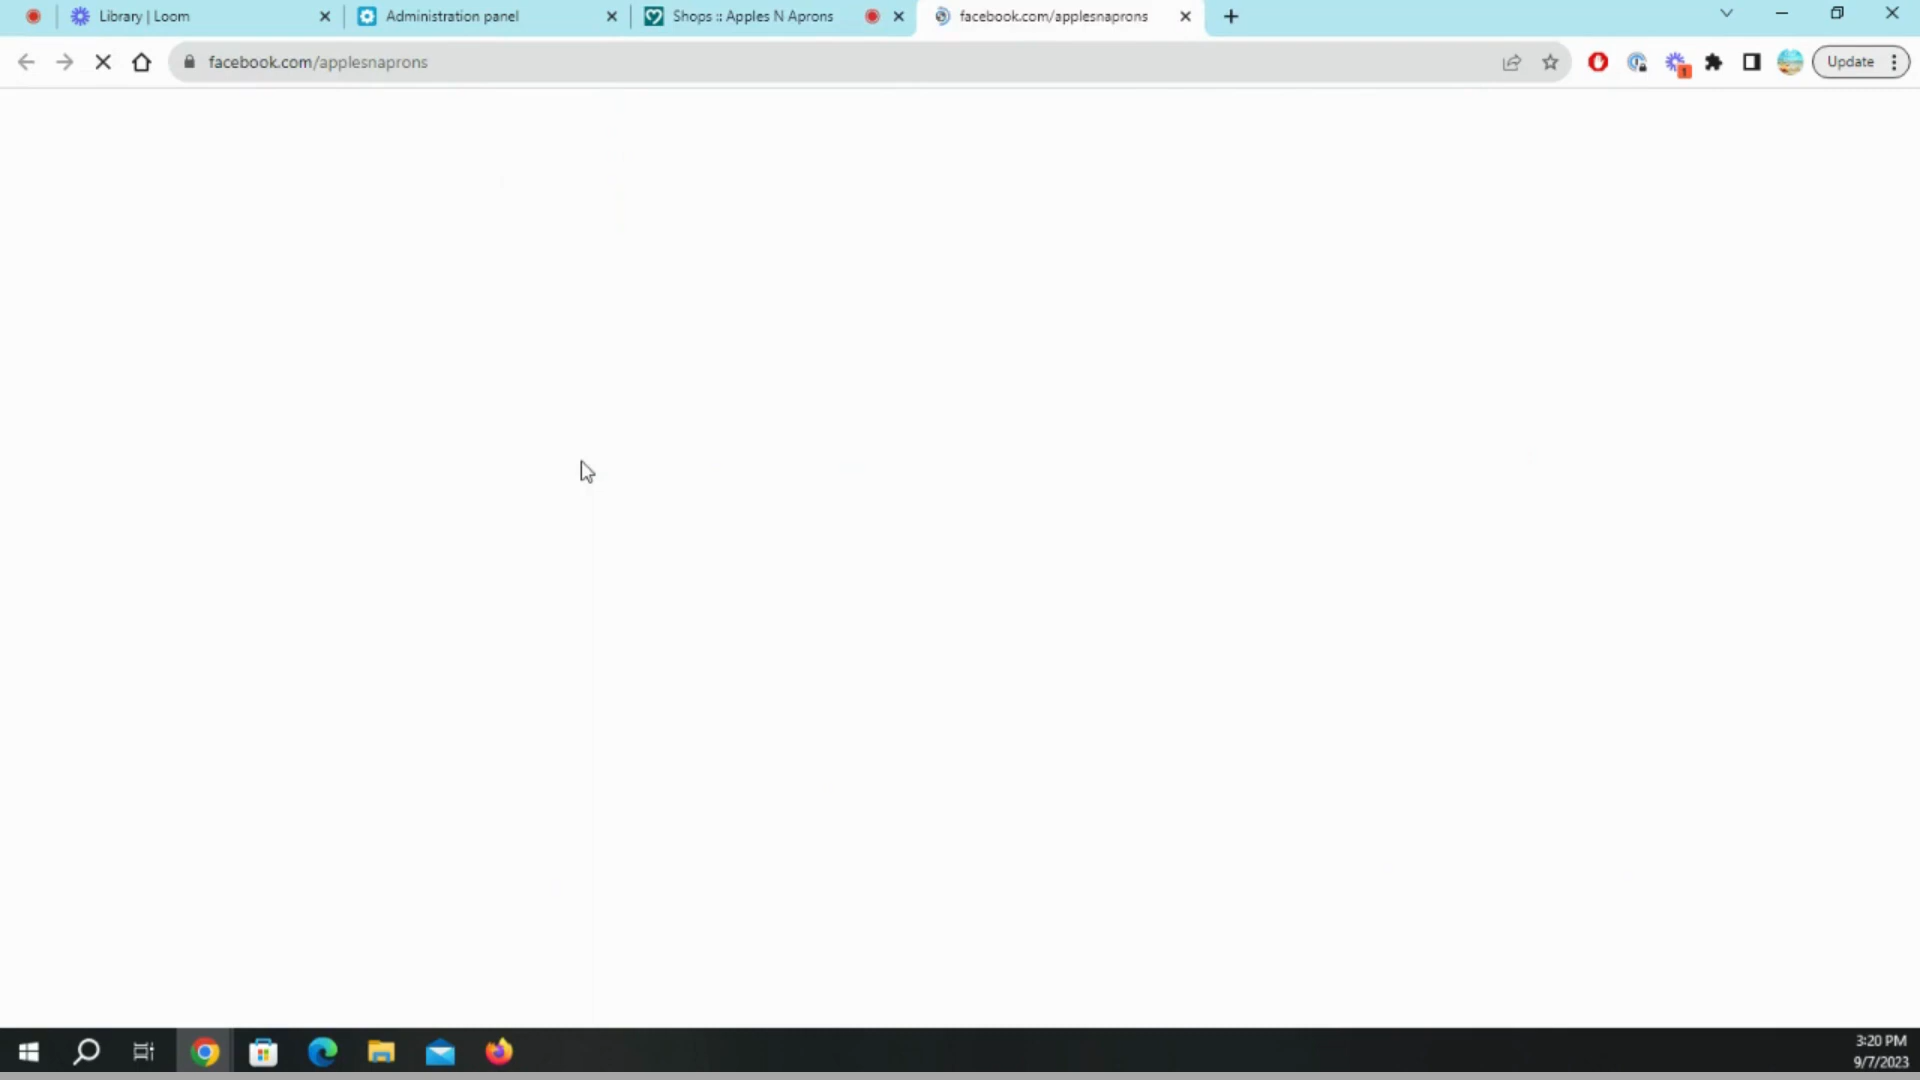 Library | Loom
Administration panel
Shops :: Apples N Aprons
facebook.com/applesnaprons
facebook.com/applesnaprons
1
Update
3:20 PM
9/7/2023